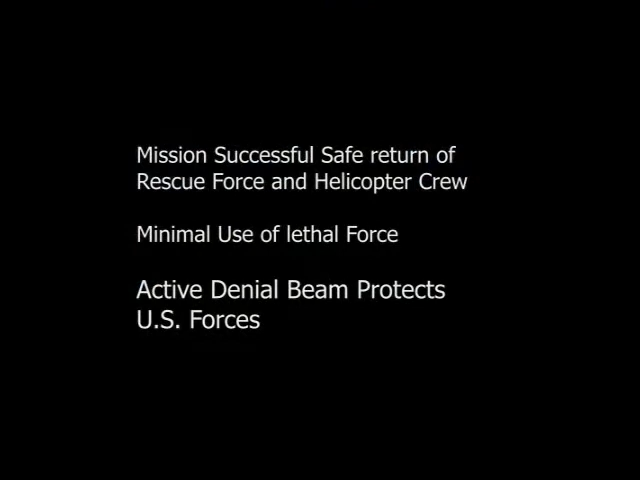 Mission Successful Safe return of
Rescue Force and Helicopter Crew
Minimal Use of lethal Force
Active Denial Beam Protects
U.S. Forces